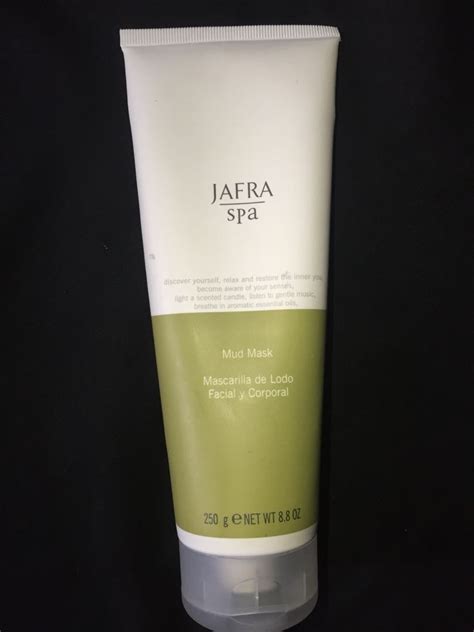 JAFRA
spa
discover yourself, relax and restore the inner you,
become aware of your senses,
light a scented candle, listen to gentle music,
breathe in aromatic essential oils,
Mud Mask
Mascarilla de Lodo
Facial y Corporal
250 g ℮ NET WT 8.8 OZ